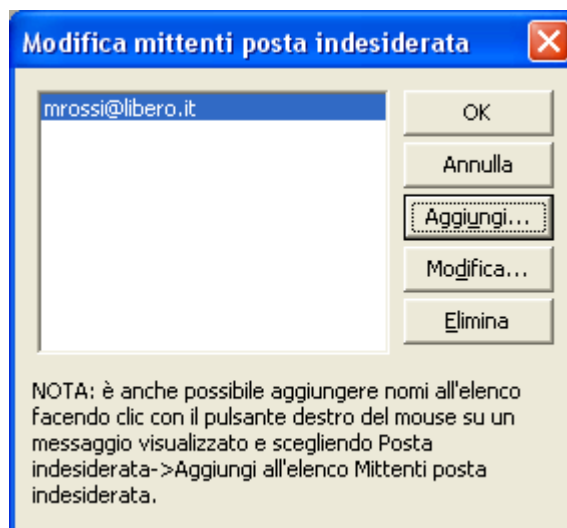 Modifica mittenti posta indesiderata
mrossi@libero.it
OK
Annulla
Aggiungi...
Modifica...
Elimina
NOTA: è anche possibile aggiungere nomi all'elenco
facendo clic con il pulsante destro del mouse su un
messaggio visualizzato e scegliendo Posta
indesiderata->Aggiungi all'elenco Mittenti posta
indesiderata.